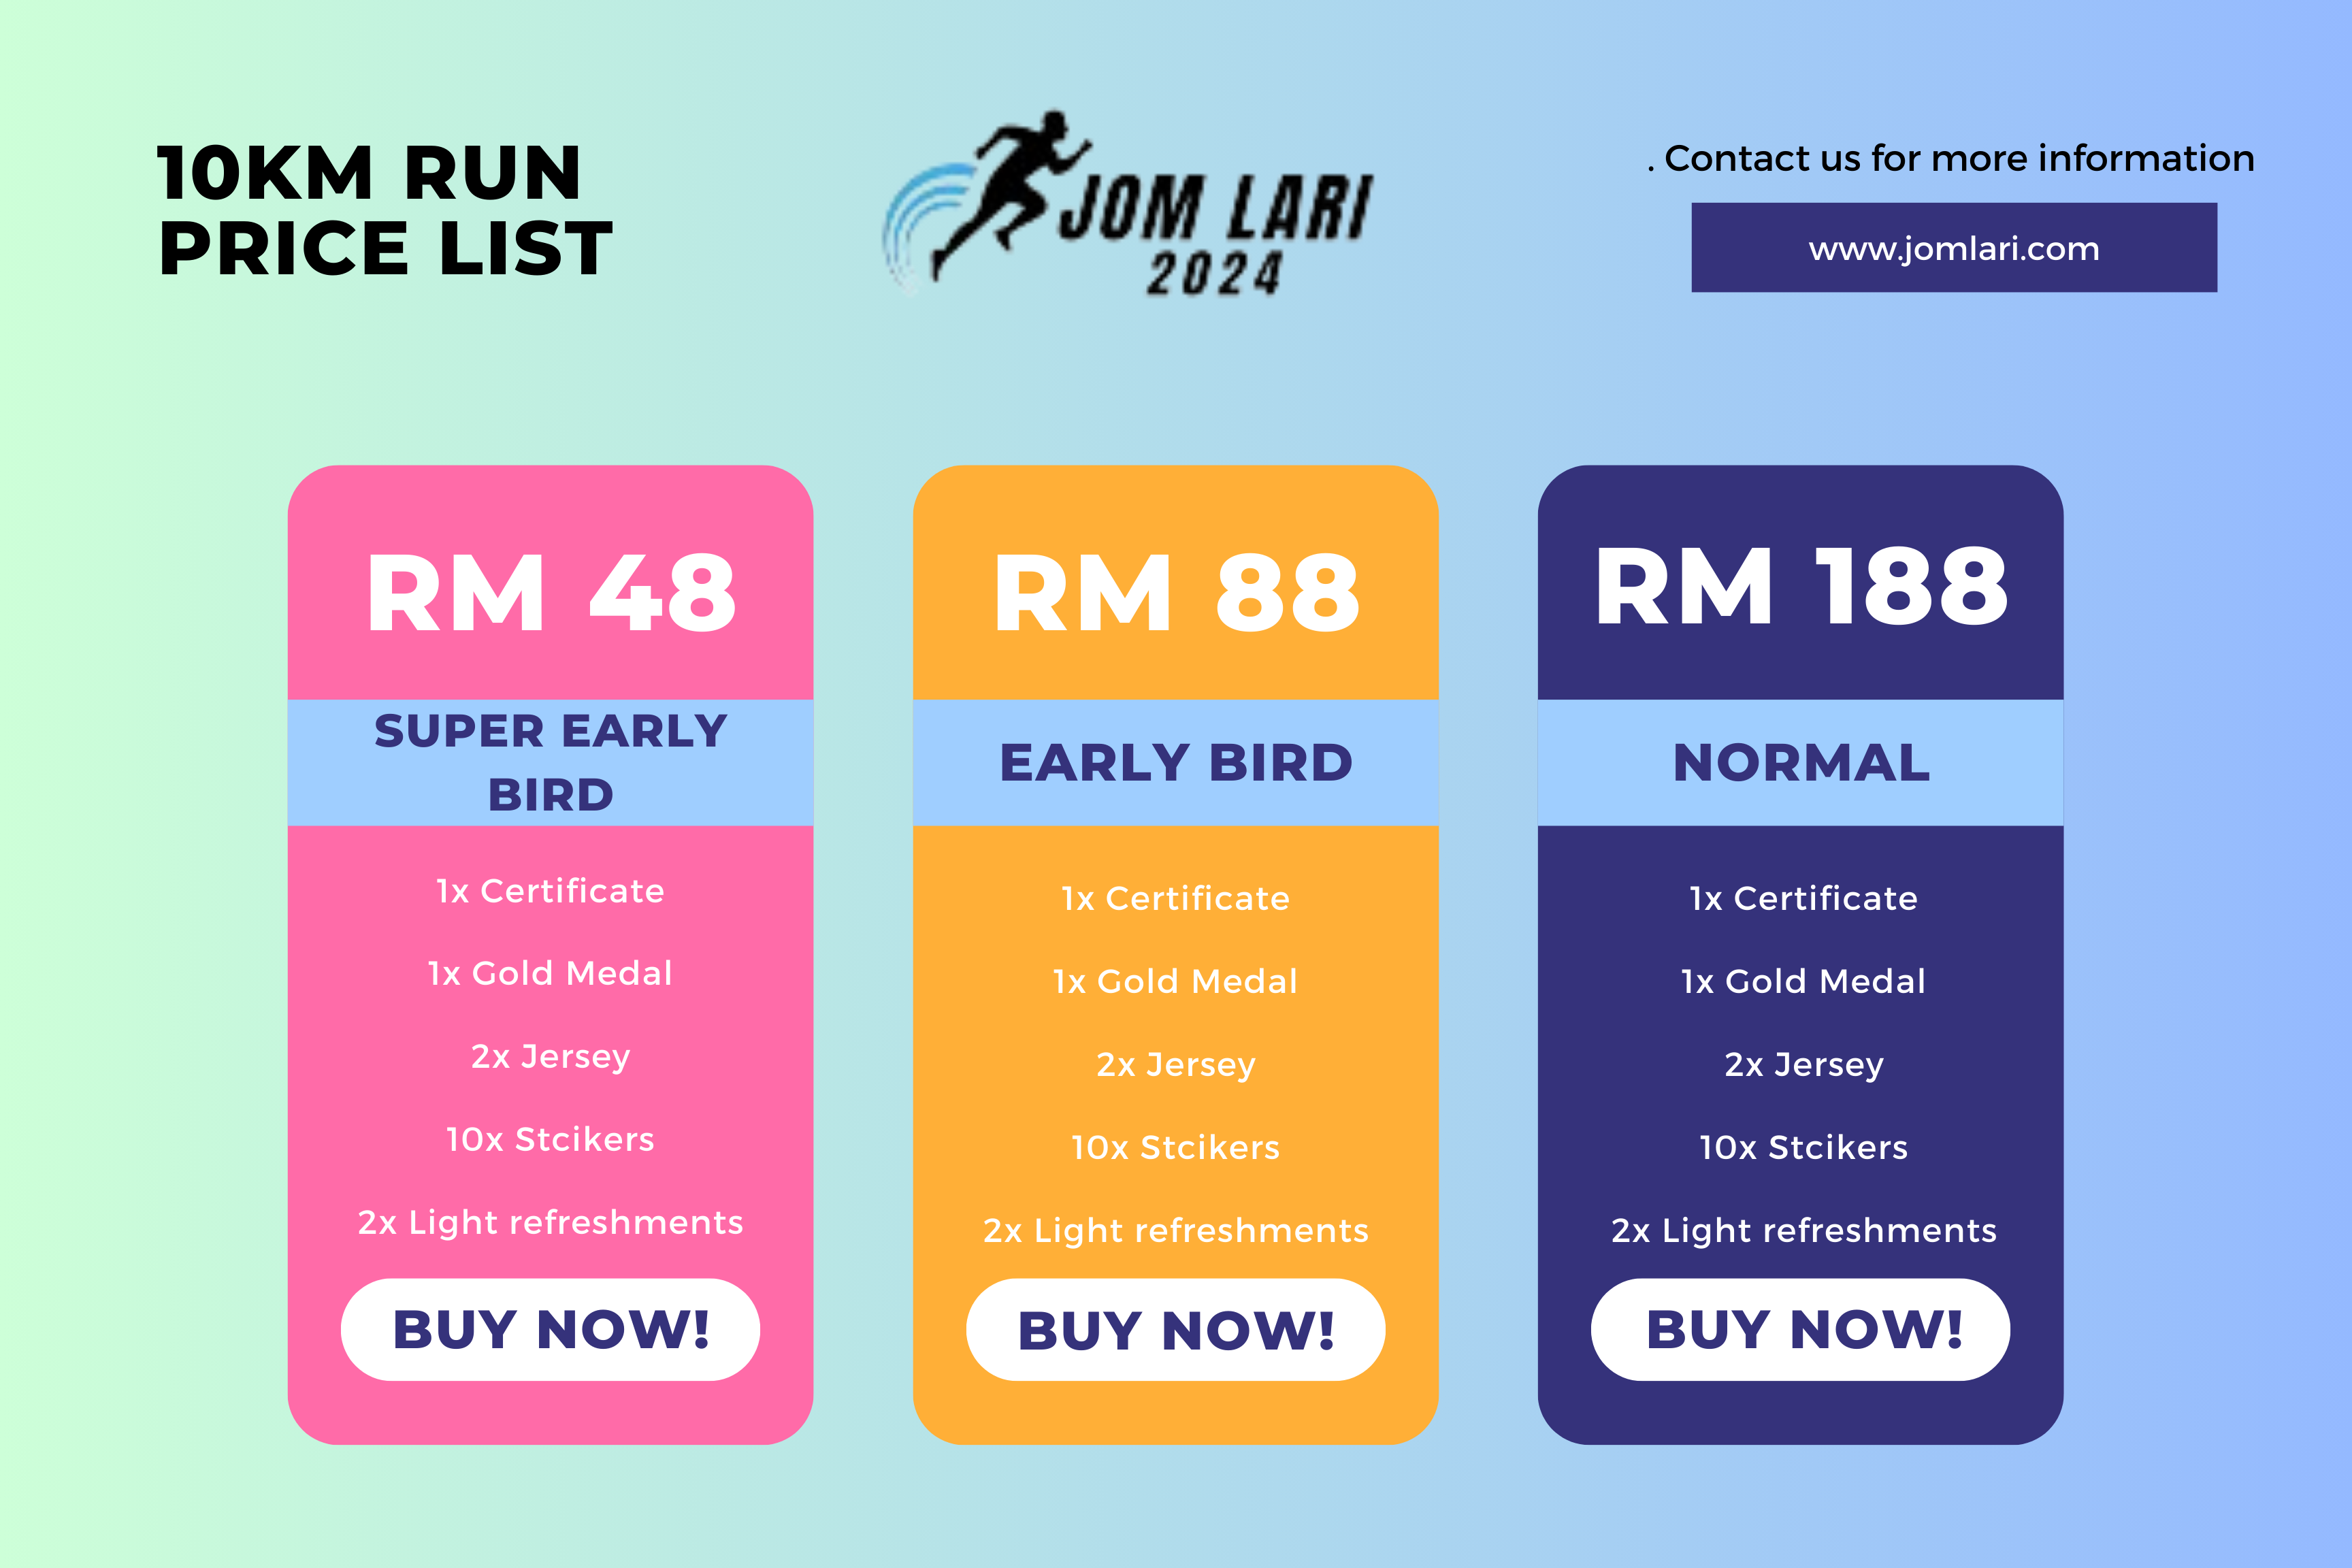 10KM RUN
PRICE LIST
JOM LARI
2024
. Contact us for more information
www.jomlari.com
RM 48
SUPER EARLY
BIRD
1x Certificate
1x Gold Medal
2x Jersey
10x Stcikers
2x Light refreshments
BUY NOW!
RM 88
EARLY BIRD
1x Certificate
1x Gold Medal
2x Jersey
10x Stcikers
2x Light refreshments
BUY NOW!
RM 188
NORMAL
1x Certificate
1x Gold Medal
2x Jersey
10x Stcikers
2x Light refreshments
BUY NOW!